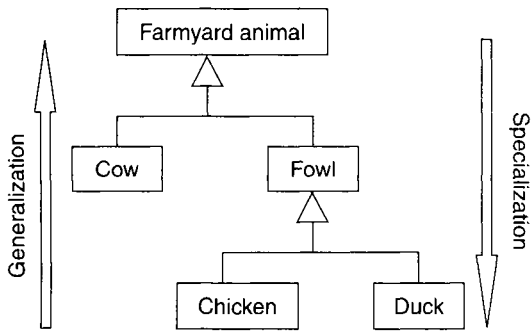 Farmyard animal
Generalization
Specialization
Cow
Fowl
Chicken
Duck